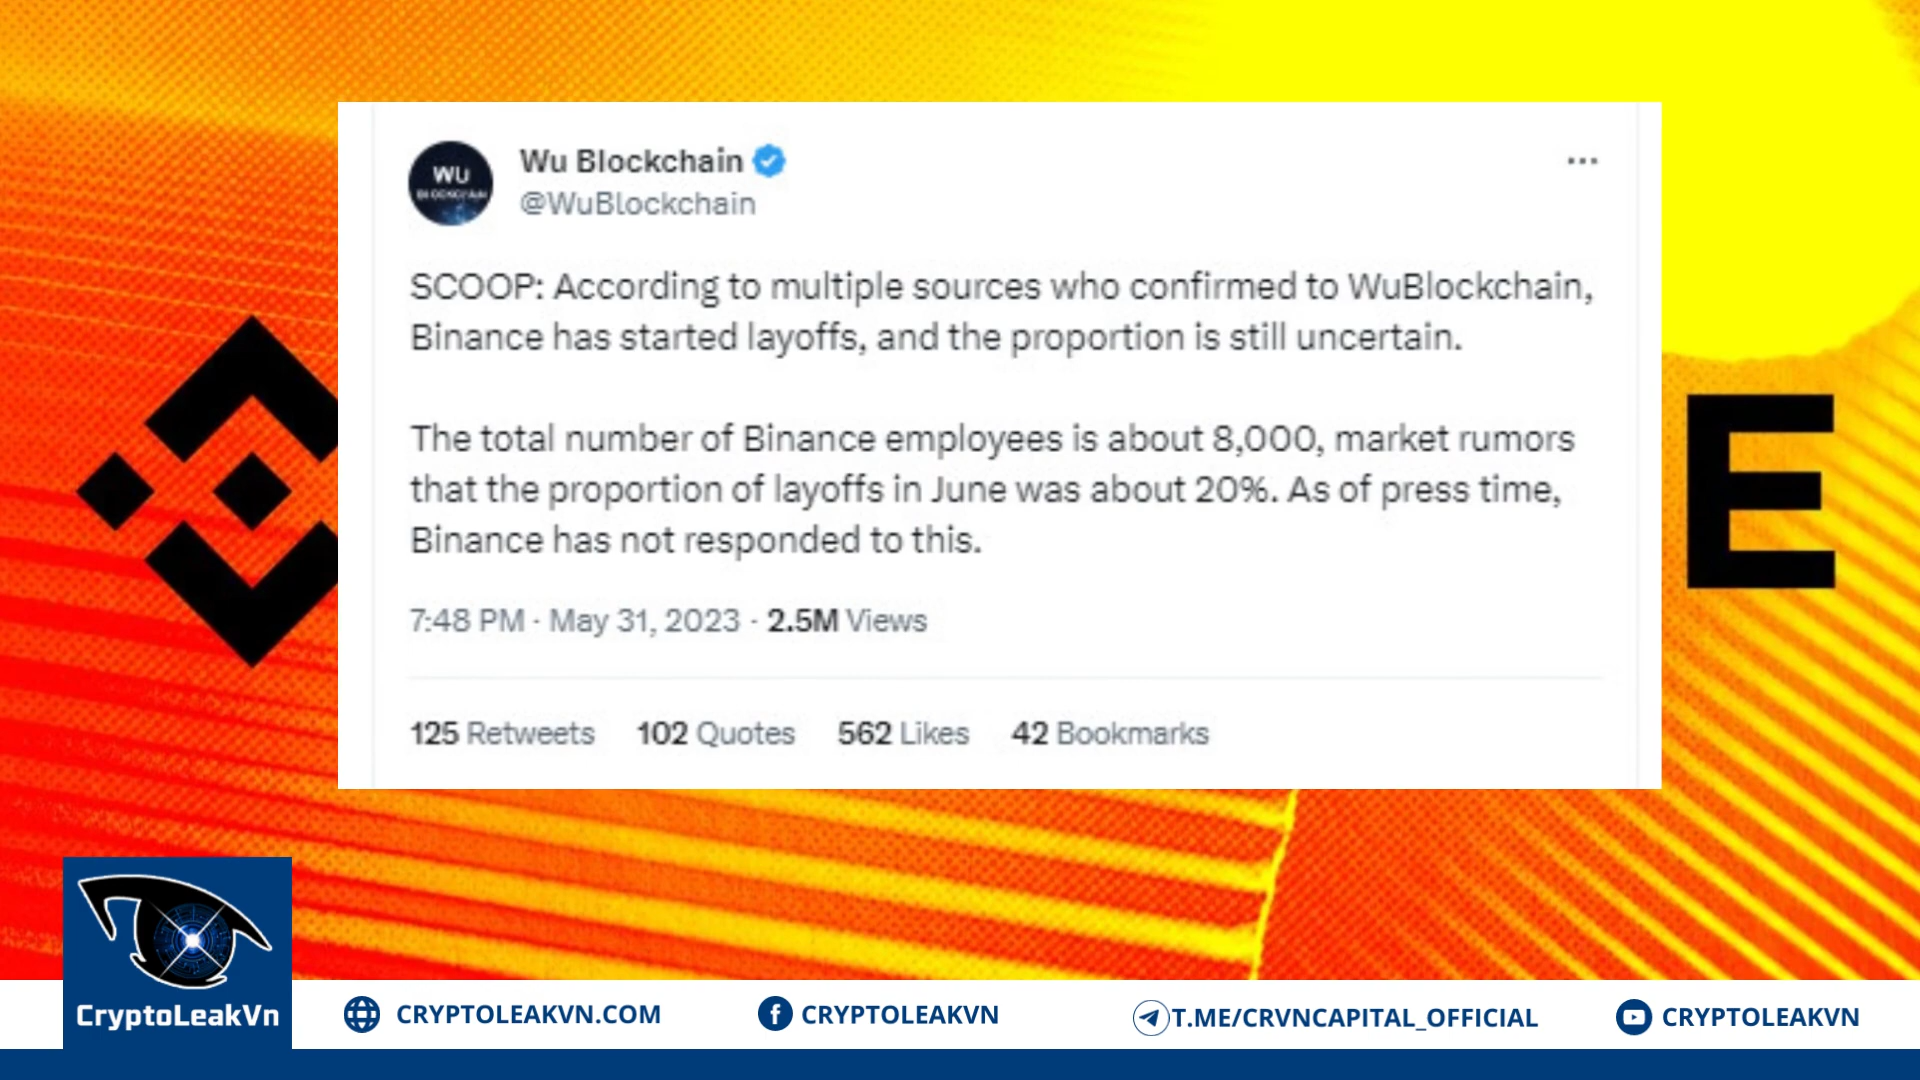 Wu Blockchain
@WuBlockchain
WU
BLOCKCHAIN
SCOOP: According to multiple sources who confirmed to WuBlockchain,
Binance has started layoffs, and the proportion is still uncertain.
The total number of Binance employees is about 8,000, market rumors
that the proportion of layoffs in June was about 20%. As of press time,
Binance has not responded to this.
7:48 PM · May 31, 2023 · 2.5M Views
125 Retweets 102 Quotes 562 Likes 42 Bookmarks
E
CryptoLeakVn
CRYPTOLEAKVN.COM
CRYPTOLEAKVN
T.ME/CRVNCAPITAL_OFFICIAL
CRYPTOLEAKVN